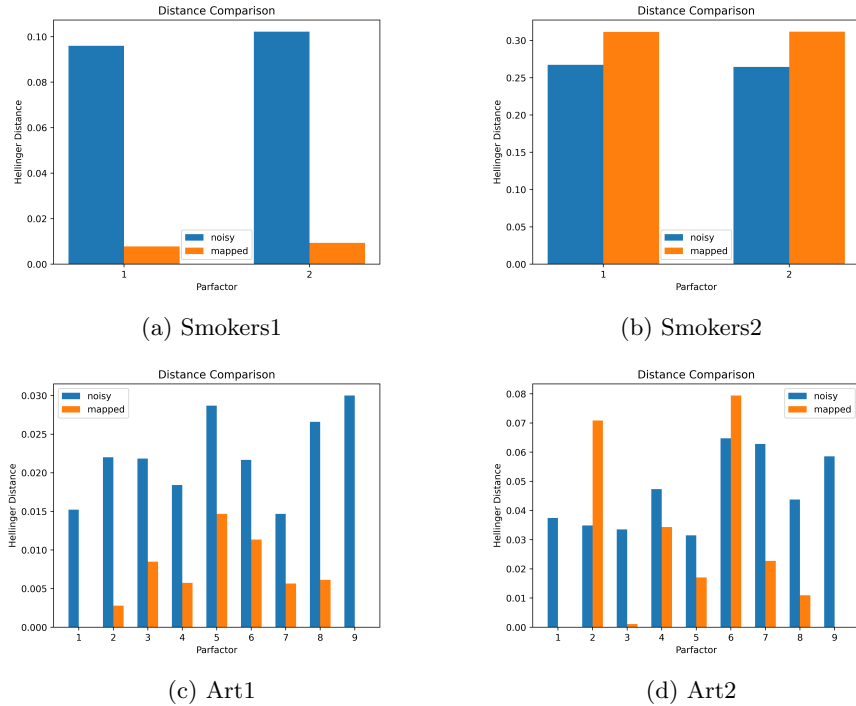 Distance Comparison
Hellinger Distance
0.10
0.08
0.06
0.04
0.02
0.00
noisy
mapped
1 2
Parfactor
(a) Smokers1
Distance Comparison
Hellinger Distance
0.30
0.25
0.20
0.15
0.10
0.05
0.00
noisy
mapped
1 2
Parfactor
(b) Smokers2
Distance Comparison
Hellinger Distance
0.030
0.025
0.020
0.015
0.010
0.005
0.000
noisy
mapped
1 2 3 4 5 6 7 8 9
Parfactor
(c) Art1
Distance Comparison
Hellinger Distance
0.08
0.07
0.06
0.05
0.04
0.03
0.02
0.01
0.00
noisy
mapped
1 2 3 4 5 6 7 8 9
Parfactor
(d) Art2